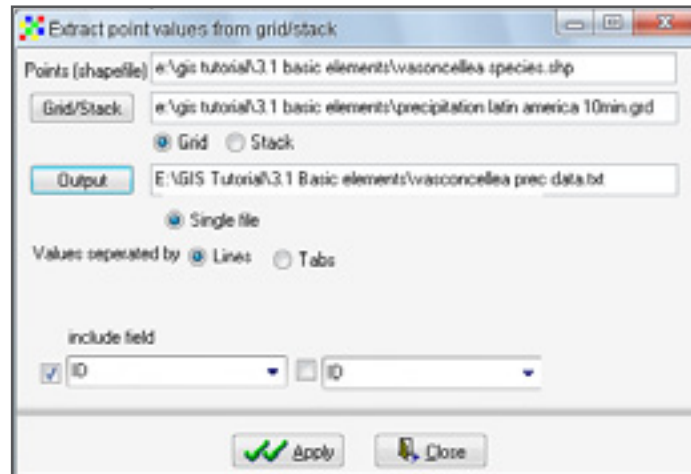 Extract point values from grid/stack
Points (shapefile) e:\gis tutorial\3.1 basic elements\vasconcellea species.shp
Grid/Stack e:\gis tutorial\3.1 basic elements\precipitation latin america 10min.grd
Grid Stack
Output E:\GIS Tutorial\3.1 Basic elements\vasconcellea prec data.txt
Single file
Values seperated by Lines Tabs
include field
ID ID
Apply Close